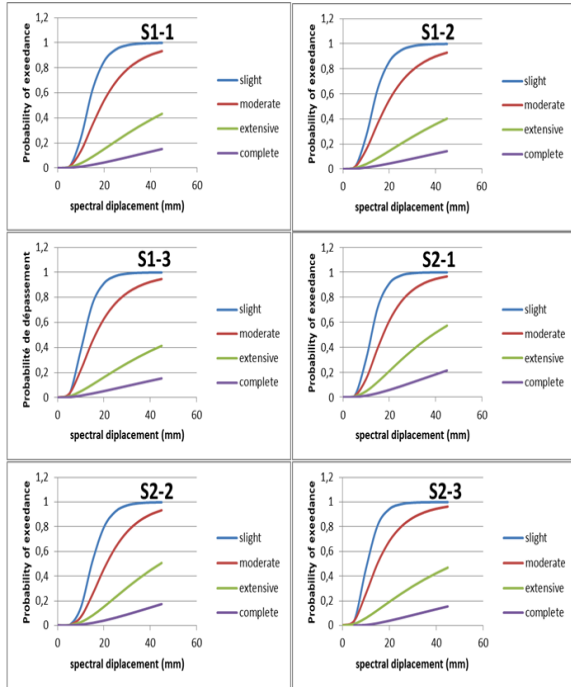 S1-1
Probability of exeedance
1,2
1
0,8
0,6
0,4
0,2
0
0 20 40 60
spectral diplacement (mm)
slight
moderate
extensive
complete
S1-2
Probability of exeedance
1,2
1
0,8
0,6
0,4
0,2
0
0 20 40 60
spectral diplacement (mm)
slight
moderate
extensive
complete
S1-3
Probabilité de dépassement
1,2
1
0,8
0,6
0,4
0,2
0
0 20 40 60
spectral diplacement (mm)
slight
moderate
extensive
complete
S2-1
Probability of exeedance
1,2
1
0,8
0,6
0,4
0,2
0
0 20 40 60
spectral diplacement (mm)
slight
moderate
extensive
complete
S2-2
Probability of exeedance
1,2
1
0,8
0,6
0,4
0,2
0
0 20 40 60
spectral diplacement (mm)
slight
moderate
extensive
complete
S2-3
Probability of exeedance
1,2
1
0,8
0,6
0,4
0,2
0
0 20 40 60
spectral diplacement (mm)
slight
moderate
extensive
complete